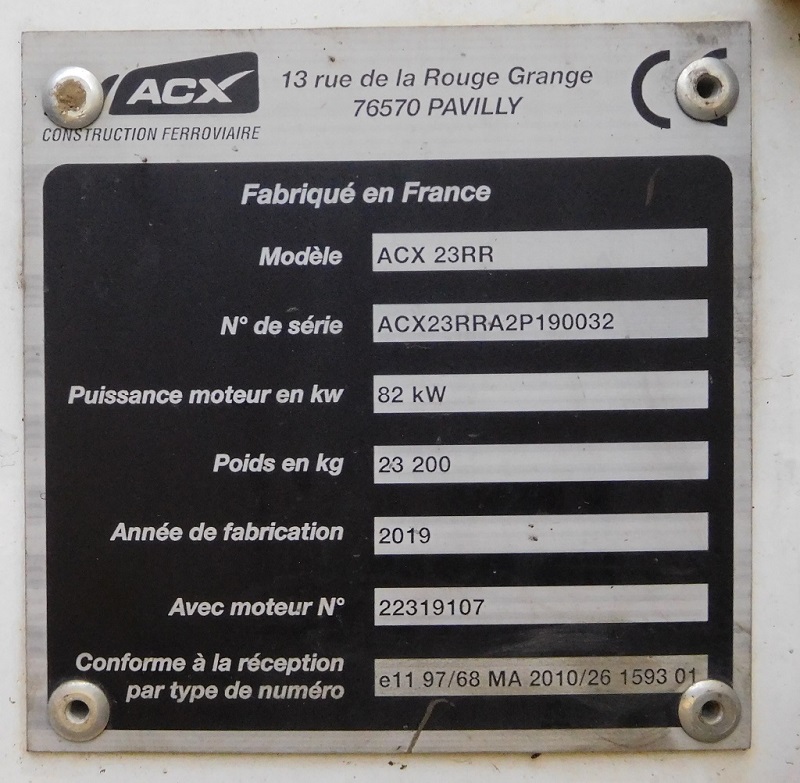 ACX
CONSTRUCTION FERROVIAIRE
13 rue de la Rouge Grange
76570 PAVILLY
CE
Fabriqué en France
Modèle ACX 23RR
N° de série ACX23RRA2P190032
Puissance moteur en kw 82 kW
Poids en kg 23 200
Année de fabrication 2019
Avec moteur N° 22319107
Conforme à la réception
par type de numéro e11 97/68 MA 2010/26 1593 01